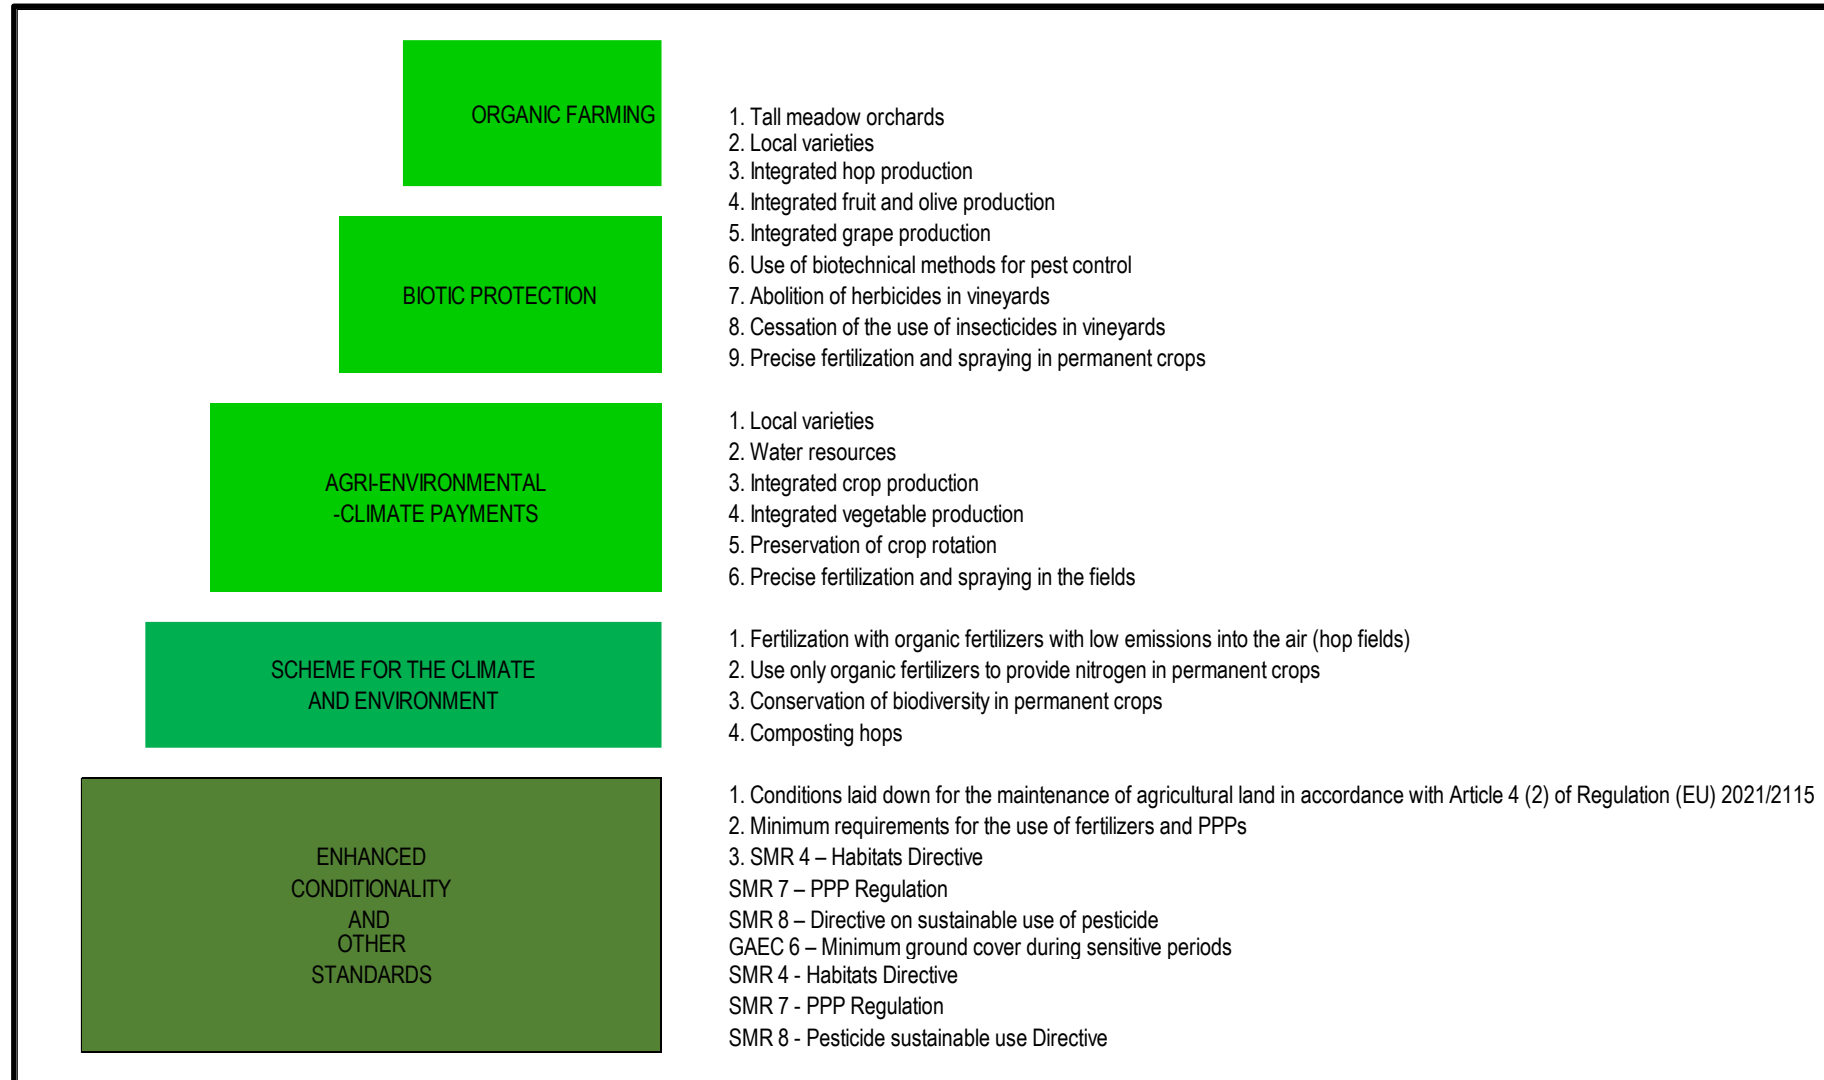 ORGANIC FARMING
1. Tall meadow orchards
2. Local varieties
3. Integrated hop production
4. Integrated fruit and olive production
5. Integrated grape production
6. Use of biotechnical methods for pest control
BIOTIC PROTECTION
7. Abolition of herbicides in vineyards
8. Cessation of the use of insecticides in vineyards
9. Precise fertilization and spraying in permanent crops
AGRI-ENVIRONMENTAL
-CLIMATE PAYMENTS
1. Local varieties
2. Water resources
3. Integrated crop production
4. Integrated vegetable production
5. Preservation of crop rotation
6. Precise fertilization and spraying in the fields
SCHEME FOR THE CLIMATE
AND ENVIRONMENT
1. Fertilization with organic fertilizers with low emissions into the air (hop fields)
2. Use only organic fertilizers to provide nitrogen in permanent crops
3. Conservation of biodiversity in permanent crops
4. Composting hops
ENHANCED
CONDITIONALITY
AND
OTHER
STANDARDS
1. Conditions laid down for the maintenance of agricultural land in accordance with Article 4 (2) of Regulation (EU) 2021/2115
2. Minimum requirements for the use of fertilizers and PPPs
3. SMR 4 – Habitats Directive
SMR 7 – PPP Regulation
SMR 8 – Directive on sustainable use of pesticide
GAEC 6 – Minimum ground cover during sensitive periods
SMR 4 - Habitats Directive
SMR 7 - PPP Regulation
SMR 8 - Pesticide sustainable use Directive